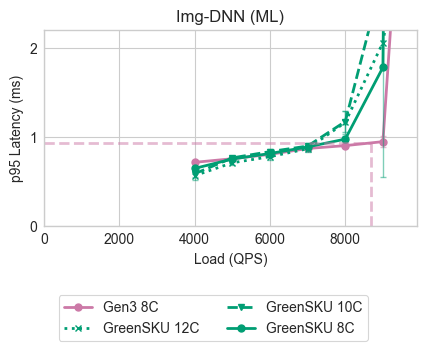 Img-DNN (ML)
2
1
0
p95 Latency (ms)
0 2000 4000 6000 8000
Load (QPS)
Gen3 8C
GreenSKU 12C
GreenSKU 10C
GreenSKU 8C